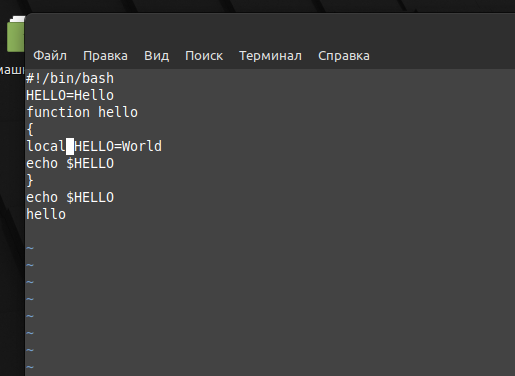 Файл Правка Вид Поиск Терминал Справка
#!/bin/bash
HELLO=Hello
function hello
{
local HELLO=World
echo $HELLO
}
echo $HELLO
hello
~
~
~
~
~
~
~
~